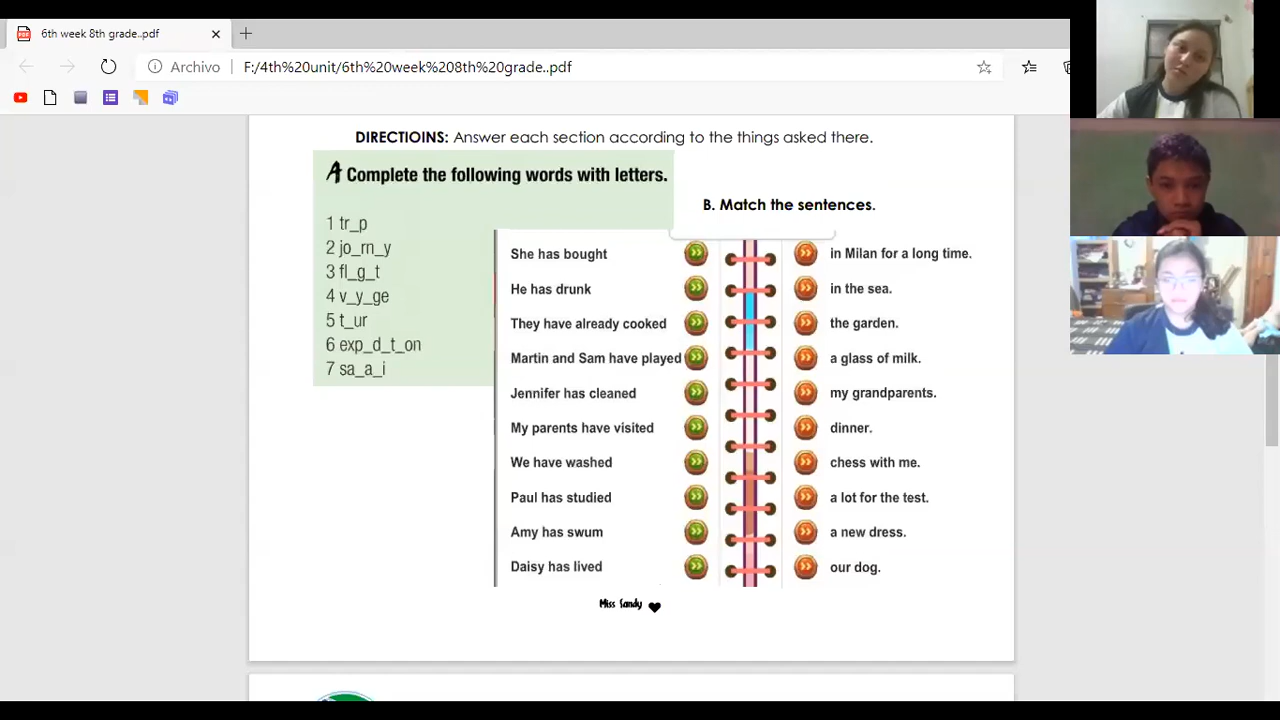 6th week 8th grade..pdf
Archivo
F:/4th%20unit/6th%20week%208th%20grade..pdf
DIRECTIOINS: Answer each section according to the things asked there.
A Complete the following words with letters.
1 tr_p
2 jo_rn_y
3 fl_g_t
4 v_y_ge
5 t_ur
6 exp_d_t_on
7 sa_a_i
B. Match the sentences.
She has bought
in Milan for a long time.
He has drunk
in the sea.
They have already cooked
the garden.
Martin and Sam have played
a glass of milk.
Jennifer has cleaned
my grandparents.
My parents have visited
dinner.
We have washed
chess with me.
Paul has studied
a lot for the test.
Amy has swum
a new dress.
Daisy has lived
our dog.
Miss Sandy